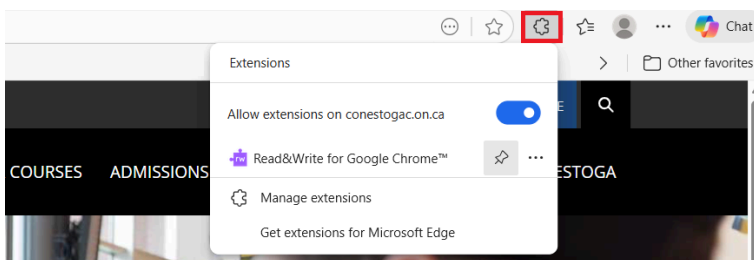 Chat
Extensions
Other favorites
Allow extensions on conestogac.on.ca
E
rw Read&Write for Google Chrome™
COURSES ADMISSIONS ESTOGA
Manage extensions
Get extensions for Microsoft Edge